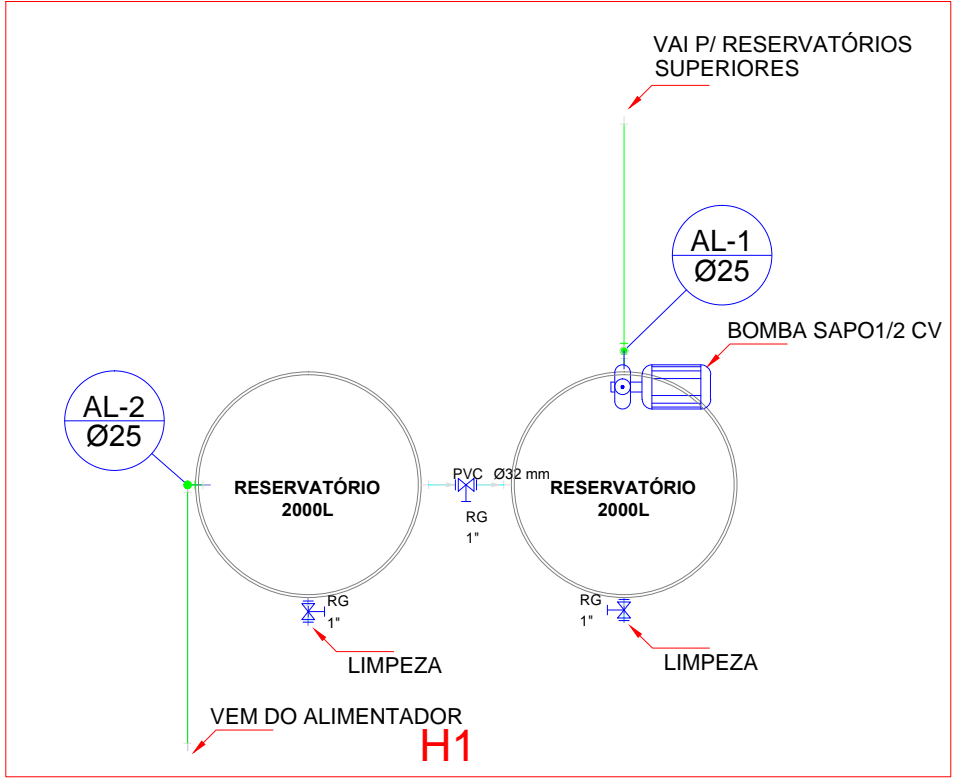 VAI P/ RESERVATÓRIOS
SUPERIORES
AL-1
Ø25
BOMBA SAPO1/2 CV
AL-2
Ø25
PVC Ø32 mm
RESERVATÓRIO
2000L
RESERVATÓRIO
2000L
RG
1"
RG
1"
RG
1"
LIMPEZA
LIMPEZA
VEM DO ALIMENTADOR
H1